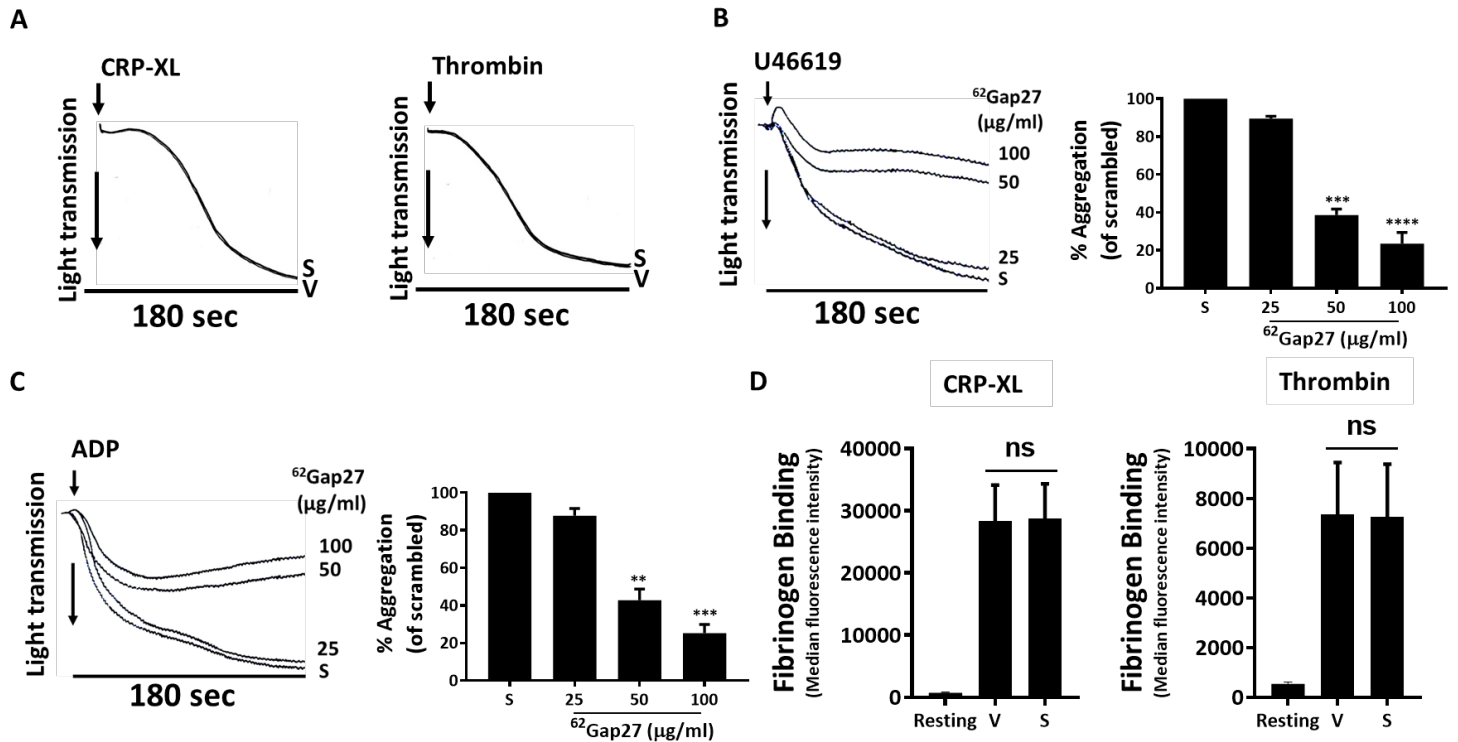 A
CRP-XL
Light transmission
S
V
180 sec
Thrombin
Light transmission
S
V
180 sec
B
U46619
Light transmission
⁶²Gap27
(μg/ml)
100
50
25
S
180 sec
% Aggregation
(of scrambled)
100
80
60
40
20
0
***
****
S 25 50 100
⁶²Gap27 (μg/ml)
C
ADP
Light transmission
⁶²Gap27
(μg/ml)
100
50
25
S
180 sec
% Aggregation
(of scrambled)
100
80
60
40
20
0
**
***
S 25 50 100
⁶²Gap27 (μg/ml)
D
CRP-XL
Fibrinogen Binding
(Median fluorescence intensity)
40000
30000
20000
10000
0
ns
Resting V S
Thrombin
Fibrinogen Binding
(Median fluorescence intensity)
10000
8000
6000
4000
2000
0
ns
Resting V S